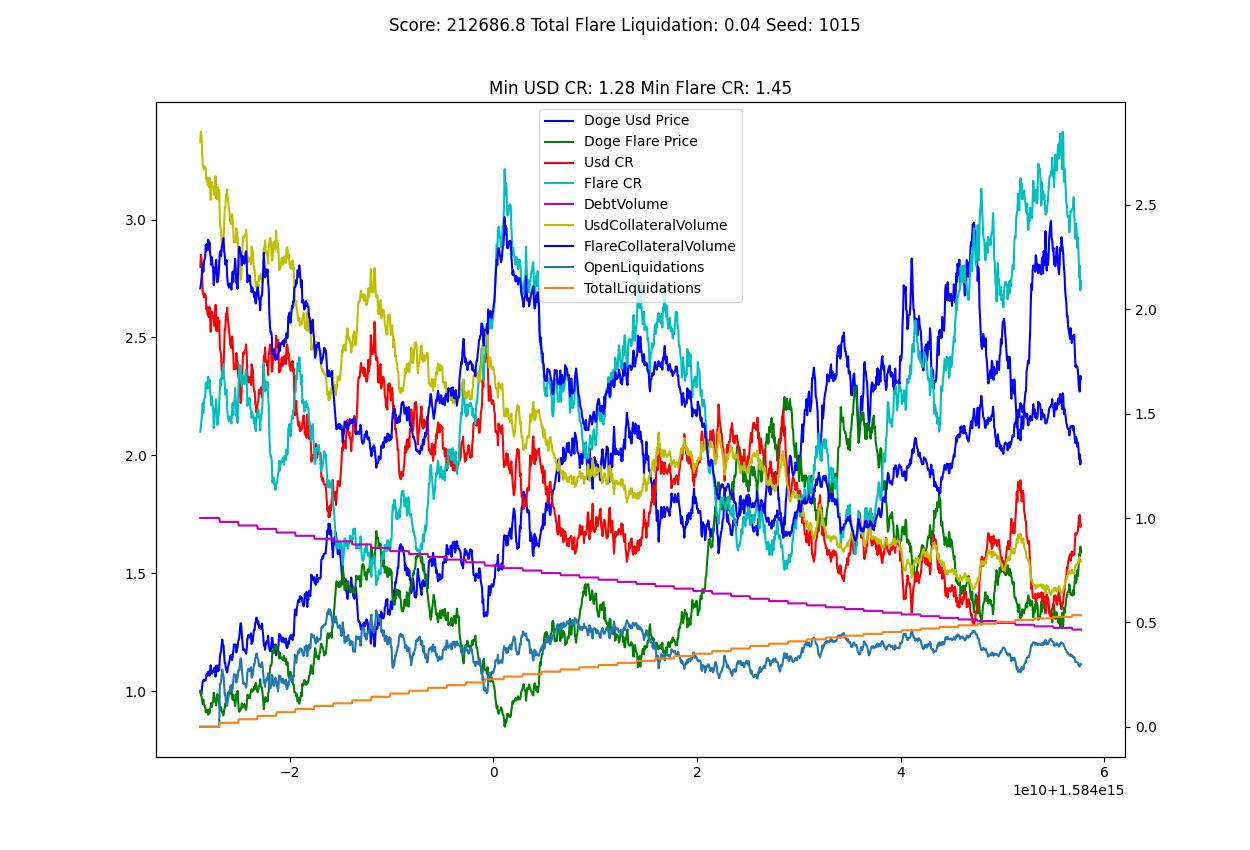 Score: 212686.8 Total Flare Liquidation: 0.04 Seed: 1015
Min USD CR: 1.28 Min Flare CR: 1.45
Doge Usd Price
Doge Flare Price
Usd CR
Flare CR
DebtVolume
UsdCollateralVolume
FlareCollateralVolume
OpenLiquidations
TotalLiquidations
3.0
2.5
2.0
1.5
1.0
2.5
2.0
1.5
1.0
0.5
0.0
−2 0 2 4 6
1e10+1.584e15